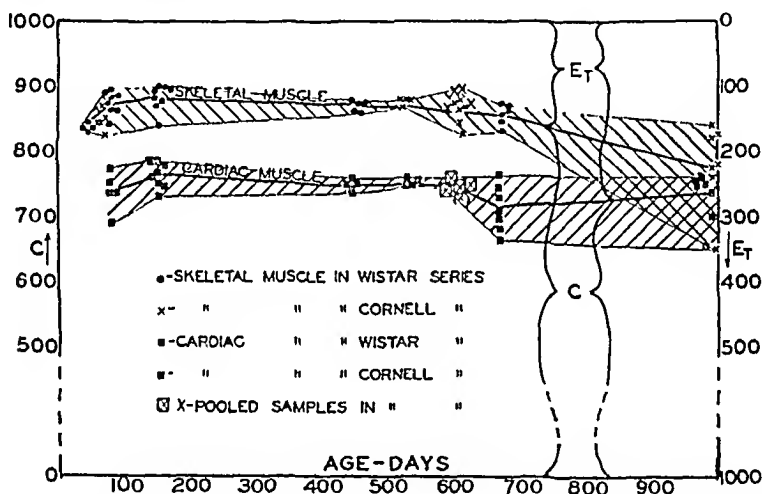 1000
0
900
100
SKELETAL-MUSCLE
E_T
800
200
CARDIAC MUSCLE
700
300
C
E_T
600
400
C
500
500
●-SKELETAL MUSCLE IN WISTAR SERIES
x- " " " CORNELL "
■-CARDIAC " " WISTAR "
■- " " " CORNELL "
⊠ X-POOLED SAMPLES IN " "
0
1000
AGE-DAYS
100 200 300 400 500 600 700 800 900